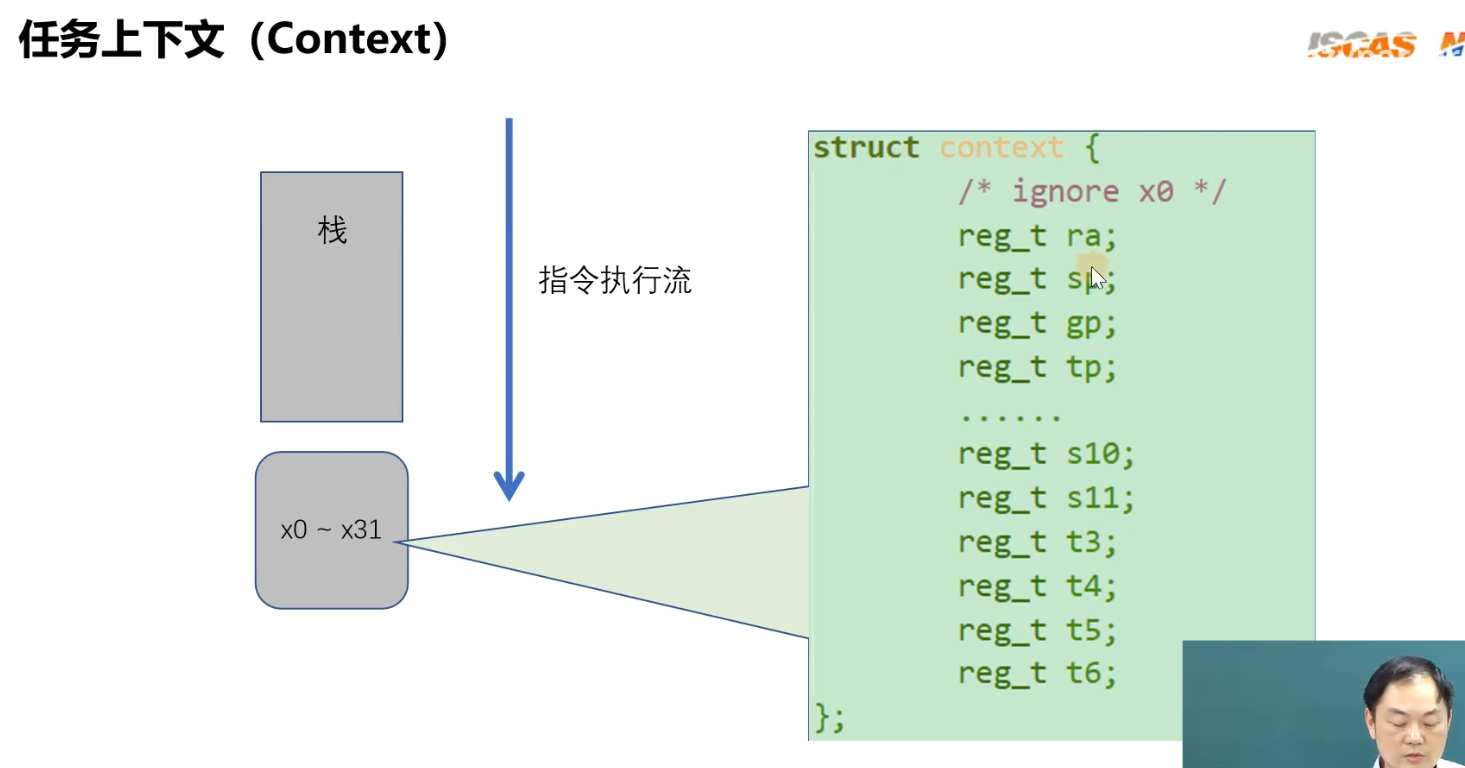 任务上下文（Context）
ISCAS
栈
指令执行流
x0 ~ x31
struct context {
/* ignore x0 */
reg_t ra;
reg_t sp;
reg_t gp;
reg_t tp;
......
reg_t s10;
reg_t s11;
reg_t t3;
reg_t t4;
reg_t t5;
reg_t t6;
};